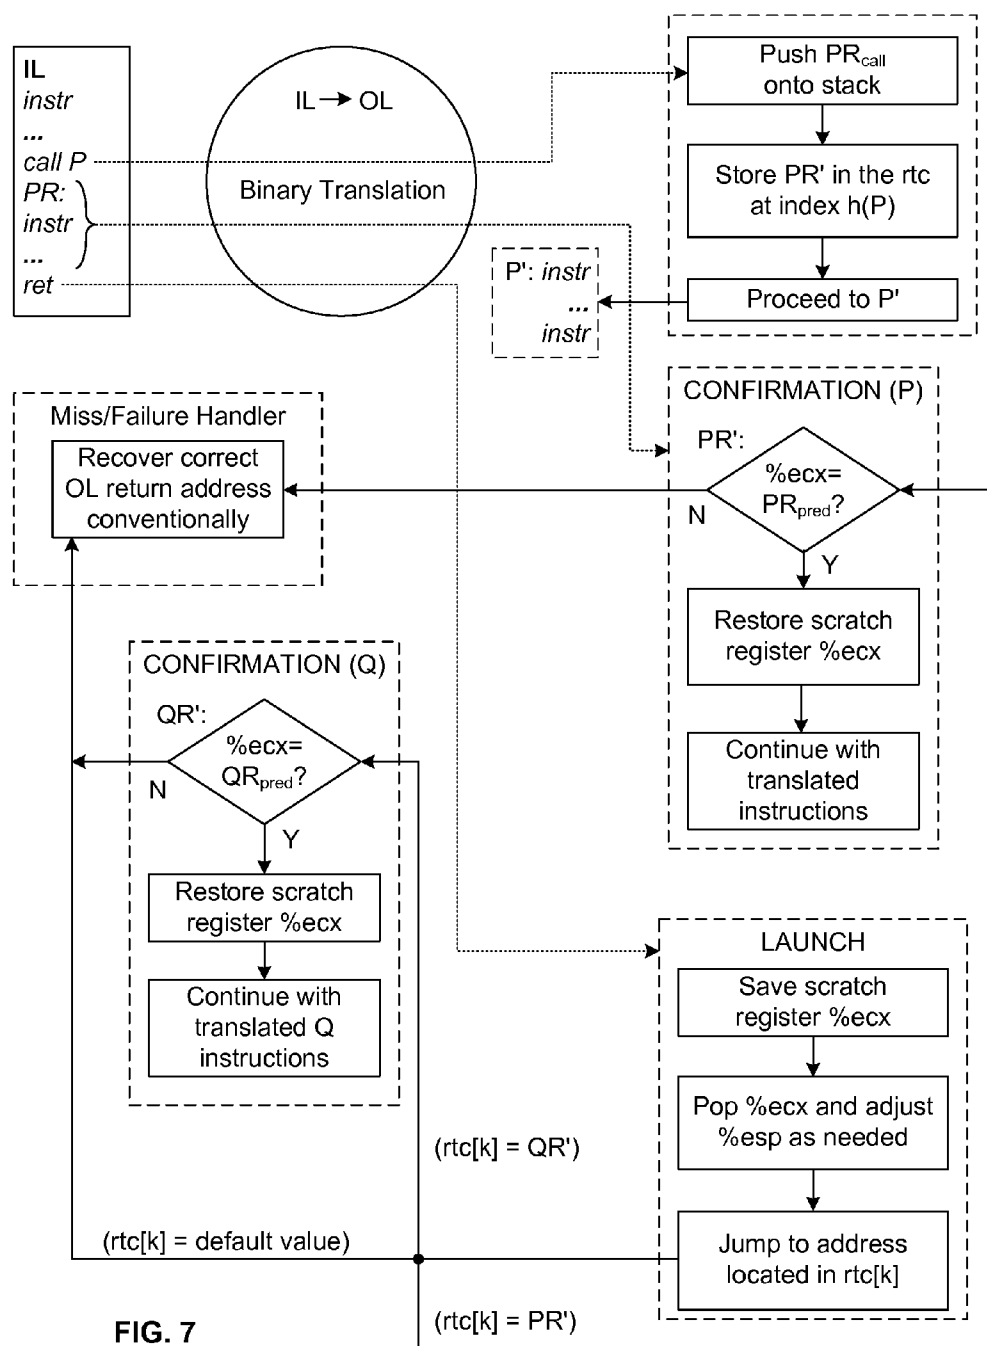 IL
instr
...
call P
PR:
instr
...
ret
IL → OL
Binary Translation
Push PRcall
onto stack
Store PR' in the rtc
at index h(P)
Proceed to P'
P': instr
...
instr
CONFIRMATION (P)
PR':
%ecx=
PRpred?
N
Y
Restore scratch
register %ecx
Continue with
translated
instructions
Miss/Failure Handler
Recover correct
OL return address
conventionally
CONFIRMATION (Q)
QR':
%ecx=
QRpred?
N
Y
Restore scratch
register %ecx
Continue with
translated Q
instructions
LAUNCH
Save scratch
register %ecx
Pop %ecx and adjust
%esp as needed
Jump to address
located in rtc[k]
(rtc[k] = QR')
(rtc[k] = default value)
(rtc[k] = PR')
FIG. 7